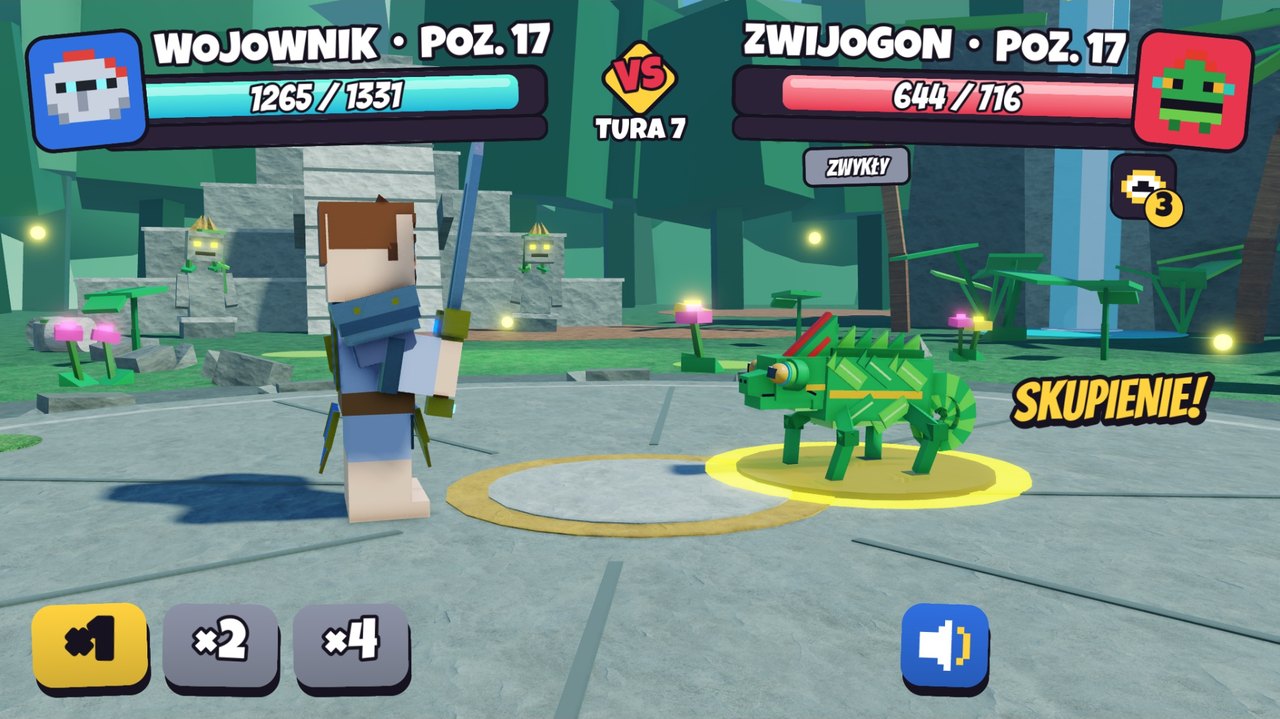 WOJOWNIK • POZ. 17
1265 / 1331
VS
TURA 7
ZWIJOGON • POZ. 17
644 / 716
ZWYKŁY
3
SKUPIENIE!
×1
×2
×4